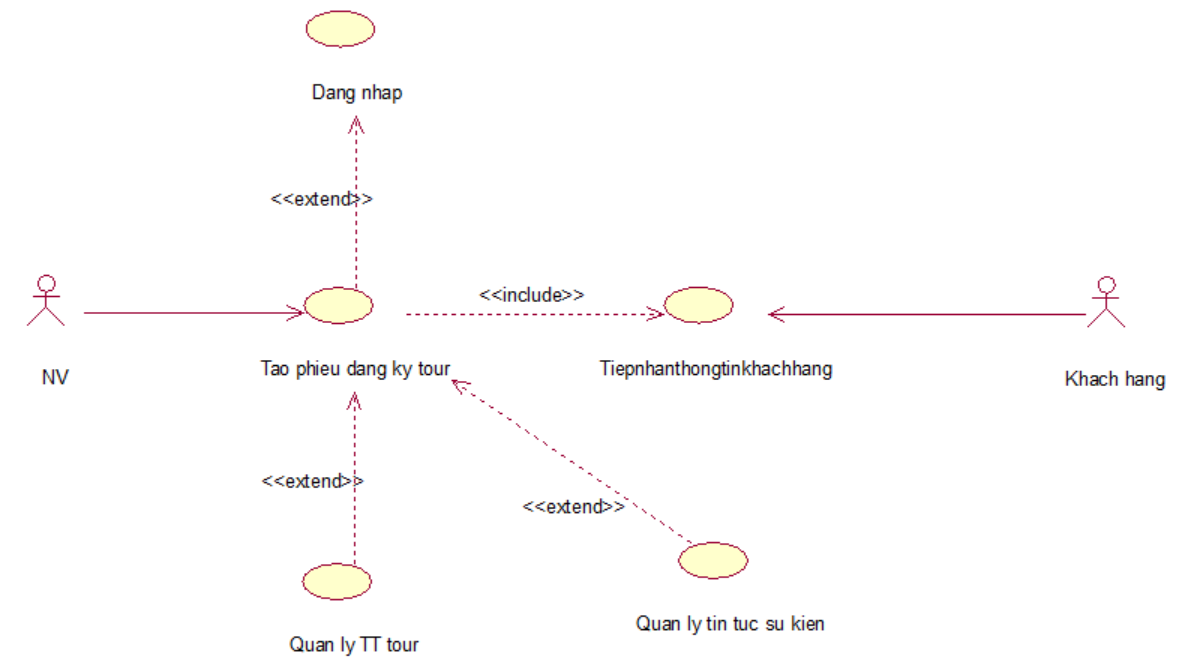 Dang nhap
<<extend>>
<<include>>
NV
Tao phieu dang ky tour
Tiepnhanthongtinkhachhang
Khach hang
<<extend>>
<<extend>>
Quan ly TT tour
Quan ly tin tuc su kien